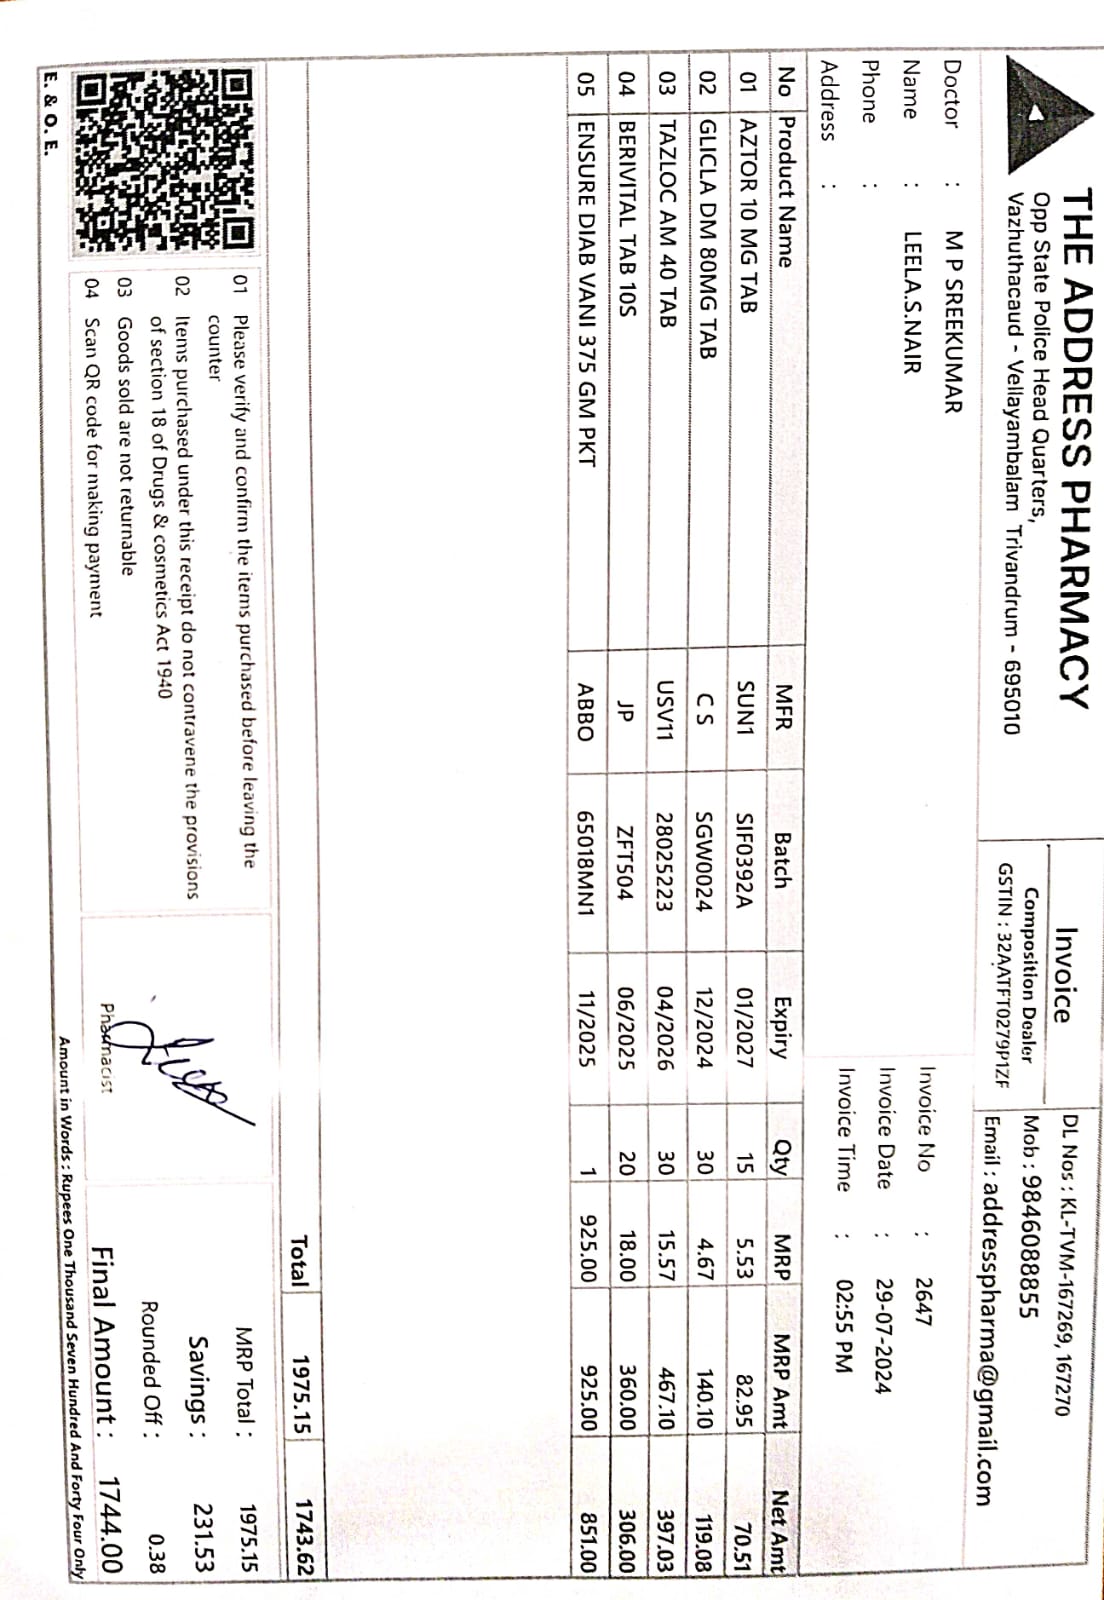 THE ADDRESS PHARMACY
Opp State Police Head Quarters,
Vazhuthacaud - Vellayambalam Trivandrum - 695010
Invoice
Composition Dealer
GSTIN : 32AATFT0279P1ZF
DL Nos : KL-TVM-167269, 167270
Mob : 9846088855
Email : addresspharma@gmail.com
Doctor : M P SREEKUMAR
Name : LEELA.S.NAIR
Phone :
Address :
Invoice No : 2647
Invoice Date : 29-07-2024
Invoice Time : 02:55 PM
No Product Name MFR Batch Expiry Qty MRP MRP Amt Net Amt
01 AZTOR 10 MG TAB SUN1 SIF0392A 01/2027 15 5.53 82.95 70.51
02 GLICLA DM 80MG TAB C S SGW0024 12/2024 30 4.67 140.10 119.08
03 TAZLOC AM 40 TAB USV11 28025223 04/2026 30 15.57 467.10 397.03
04 BERIVITAL TAB 10S JP ZFT504 06/2025 20 18.00 360.00 306.00
05 ENSURE DIAB VANI 375 GM PKT ABBO 65018MN1 11/2025 1 925.00 925.00 851.00
Total 1975.15 1743.62
01 Please verify and confirm the items purchased before leaving the
counter
02 Items purchased under this receipt do not contravene the provisions
of section 18 of Drugs & cosmetics Act 1940
03 Goods sold are not returnable
04 Scan QR code for making payment
Pharmacist
MRP Total : 1975.15
Savings : 231.53
Rounded Off : 0.38
Final Amount : 1744.00
Amount in Words : Rupees One Thousand Seven Hundred And Forty Four Only
E. & O. E.